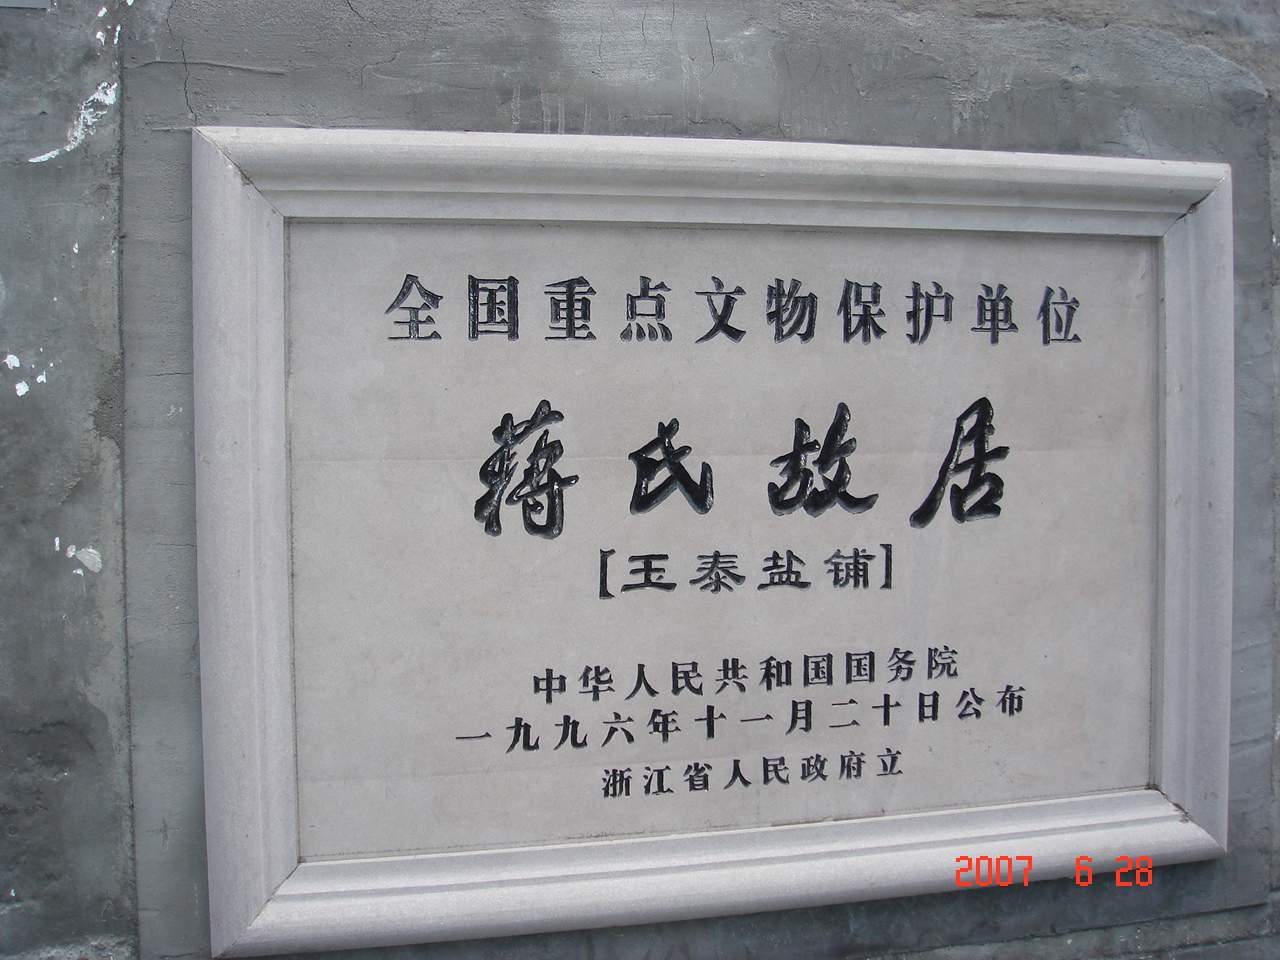 全国重点文物保护单位
蒋氏故居
【玉泰盐铺】
中华人民共和国国务院
一九九六年十一月二十日公布
浙江省人民政府立
2007 6 28